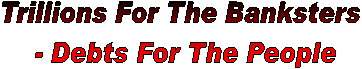 Trillions For The Banksters
- Debts For The People